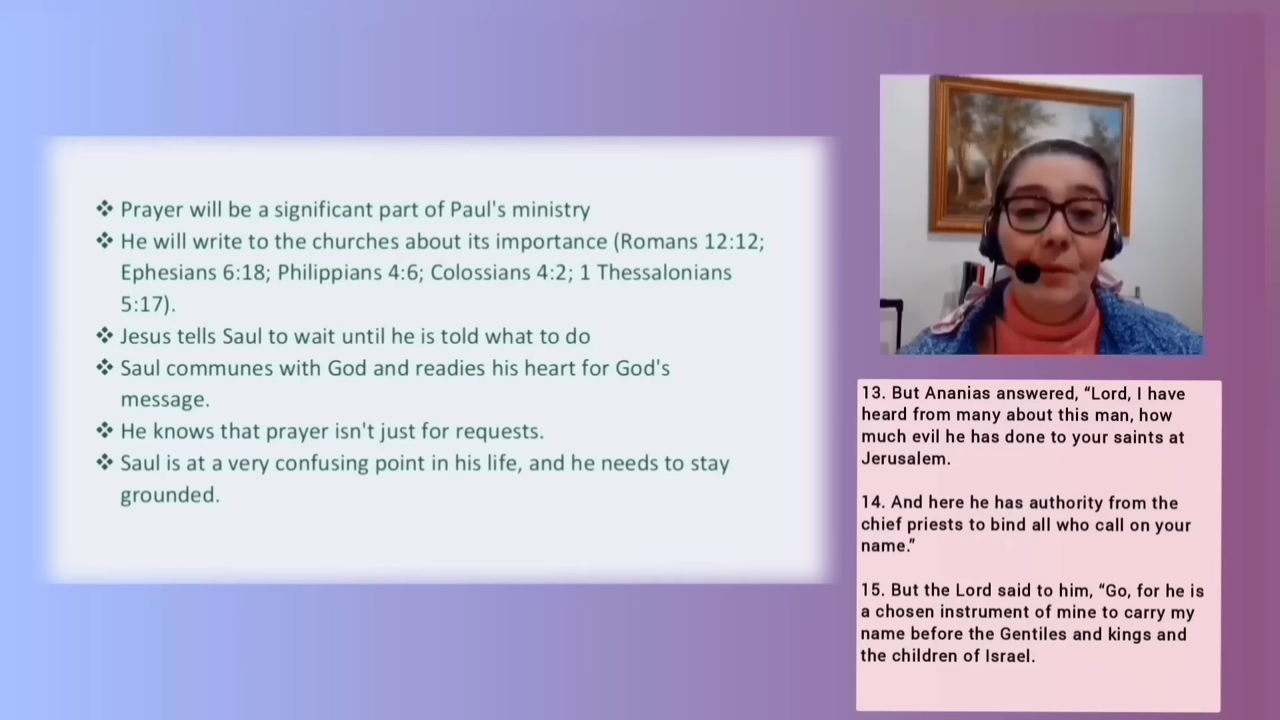 ❖ Prayer will be a significant part of Paul's ministry
❖ He will write to the churches about its importance (Romans 12:12;
Ephesians 6:18; Philippians 4:6; Colossians 4:2; 1 Thessalonians
5:17).
❖ Jesus tells Saul to wait until he is told what to do
❖ Saul communes with God and readies his heart for God's
message.
❖ He knows that prayer isn't just for requests.
❖ Saul is at a very confusing point in his life, and he needs to stay
grounded.
13. But Ananias answered, “Lord, I have
heard from many about this man, how
much evil he has done to your saints at
Jerusalem.
14. And here he has authority from the
chief priests to bind all who call on your
name.”
15. But the Lord said to him, “Go, for he is
a chosen instrument of mine to carry my
name before the Gentiles and kings and
the children of Israel.